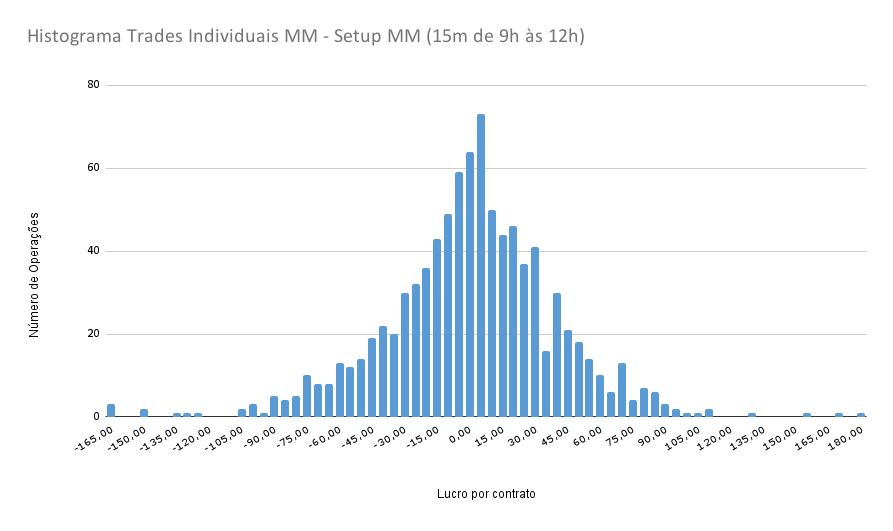 Histograma Trades Individuais MM - Setup MM (15m de 9h às 12h)
80
60
40
20
0
Número de Operações
-165,00 -150,00 -135,00 -120,00 -105,00 -90,00 -75,00 -60,00 -45,00 -30,00 -15,00 0,00 15,00 30,00 45,00 60,00 75,00 90,00 105,00 120,00 135,00 150,00 165,00 180,00
Lucro por contrato